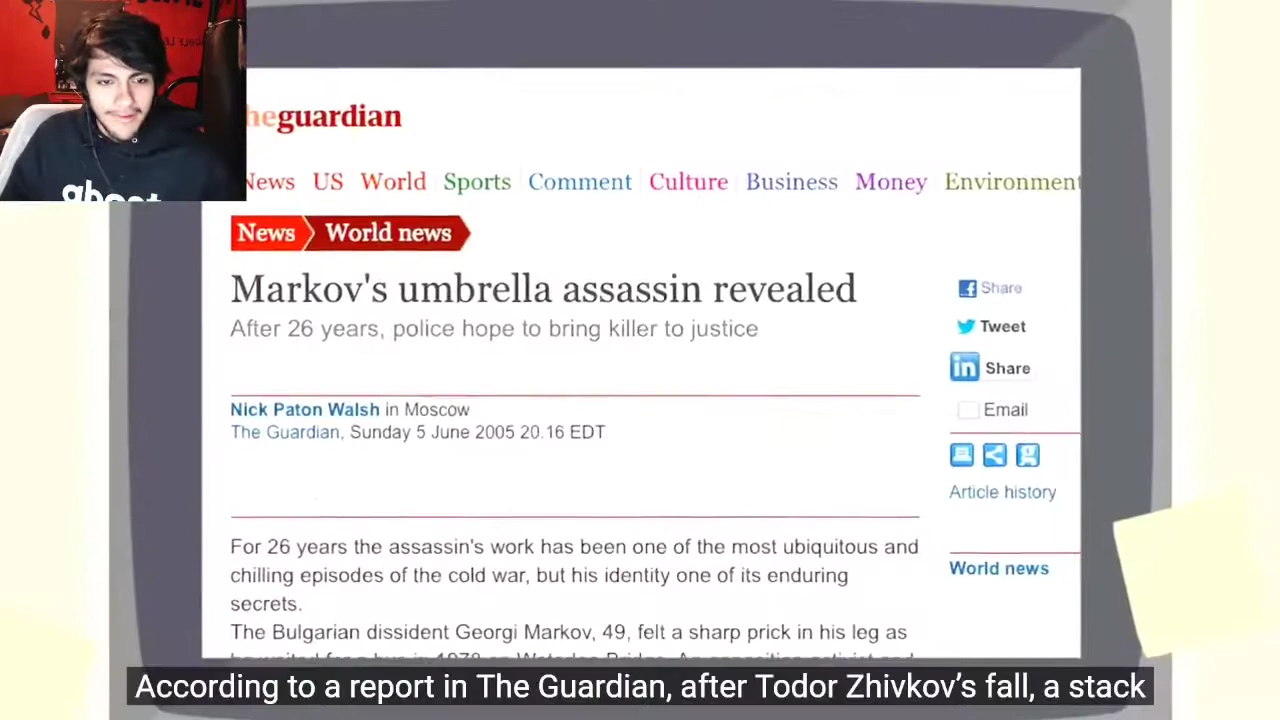 theguardian
News US World Sports Comment Culture Business Money Environment
News World news
Markov's umbrella assassin revealed
After 26 years, police hope to bring killer to justice
Share
Tweet
in Share
Email
Nick Paton Walsh in Moscow
The Guardian, Sunday 5 June 2005 20.16 EDT
Article history
For 26 years the assassin's work has been one of the most ubiquitous and
chilling episodes of the cold war, but his identity one of its enduring
secrets.
World news
The Bulgarian dissident Georgi Markov, 49, felt a sharp prick in his leg as
According to a report in The Guardian, after Todor Zhivkov's fall, a stack